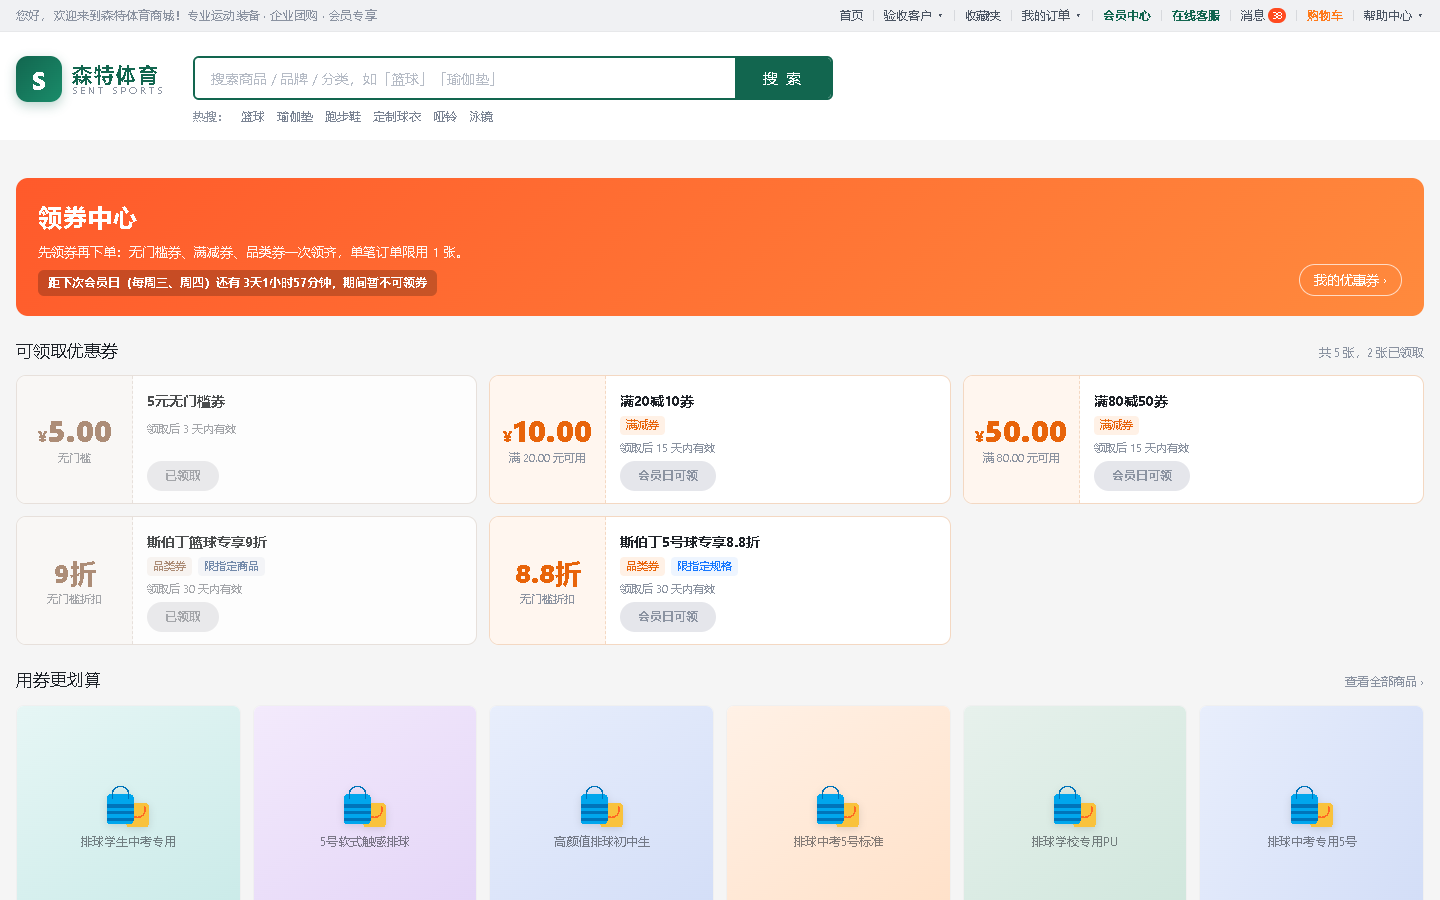 您好，欢迎来到森特体育商城！专业运动装备 · 企业团购 · 会员专享
首页 验收客户 ▾ 收藏夹 我的订单 ▾ 会员中心 在线客服 消息 38 购物车 帮助中心 ▾
S 森特体育
SENT SPORTS
搜索商品 / 品牌 / 分类，如「篮球」「瑜伽垫」
搜 索
热搜： 篮球 瑜伽垫 跑步鞋 定制球衣 哑铃 泳镜
领券中心
先领券再下单：无门槛券、满减券、品类券一次领齐，单笔订单限用 1 张。
距下次会员日（每周三、周四）还有 3天1小时57分钟，期间暂不可领券
我的优惠券 ›
可领取优惠券
共 5 张，2 张已领取
¥5.00
无门槛
5元无门槛券
领取后 3 天内有效
已领取
¥10.00
满 20.00 元可用
满20减10券
满减券
领取后 15 天内有效
会员日可领
¥50.00
满 80.00 元可用
满80减50券
满减券
领取后 15 天内有效
会员日可领
9折
无门槛折扣
斯伯丁篮球专享9折
品类券 限指定商品
领取后 30 天内有效
已领取
8.8折
无门槛折扣
斯伯丁5号球专享8.8折
品类券 限指定规格
领取后 30 天内有效
会员日可领
用券更划算
查看全部商品 ›
排球学生中考专用
5号软式触感排球
高颜值排球初中生
排球中考5号标准
排球学校专用PU
排球中考专用5号